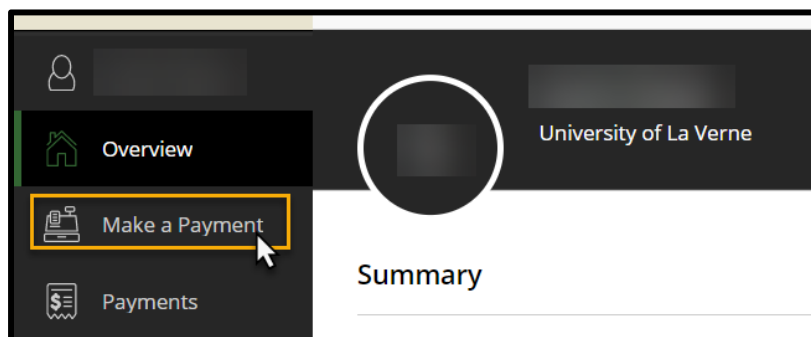 University of La Verne
Overview
Make a Payment
Summary
Payments